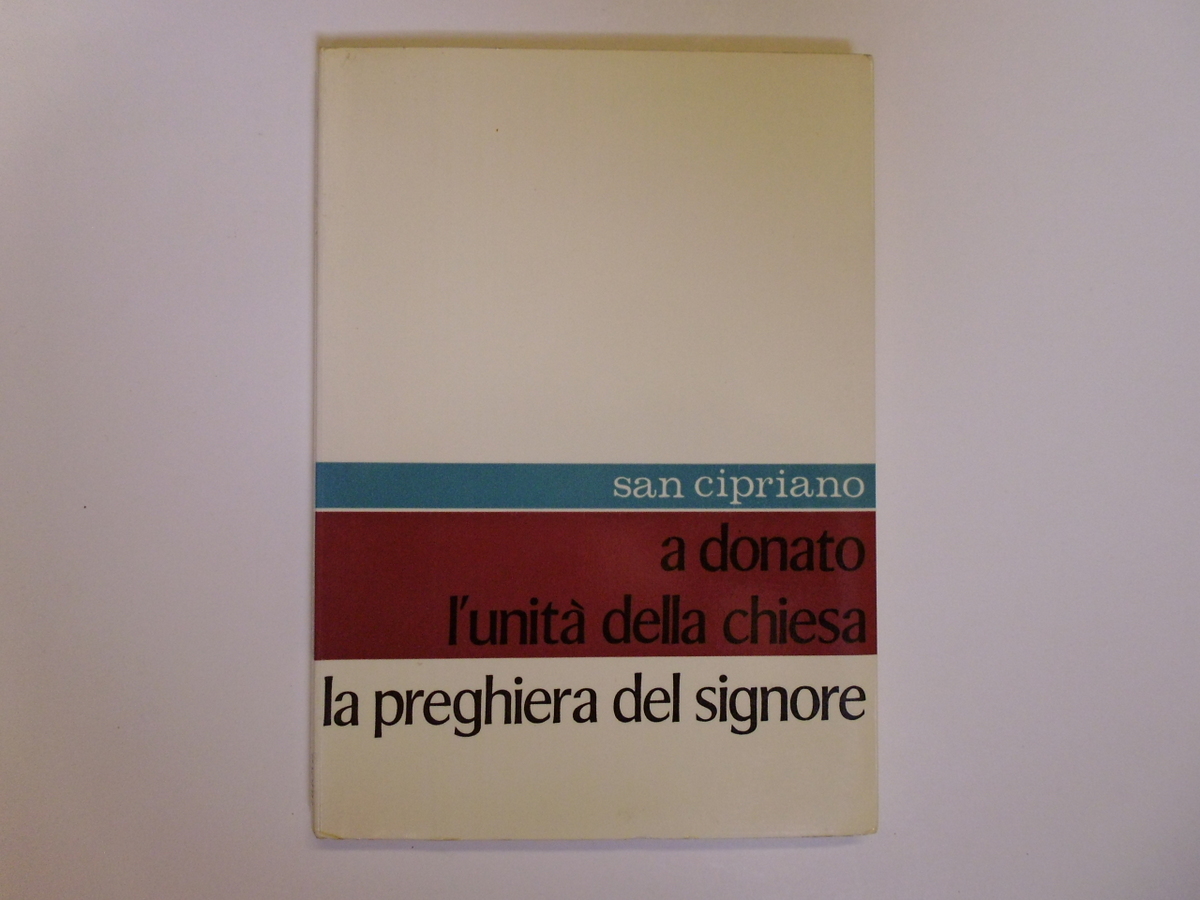 san cipriano
a donato
l'unità della chiesa
la preghiera del signore